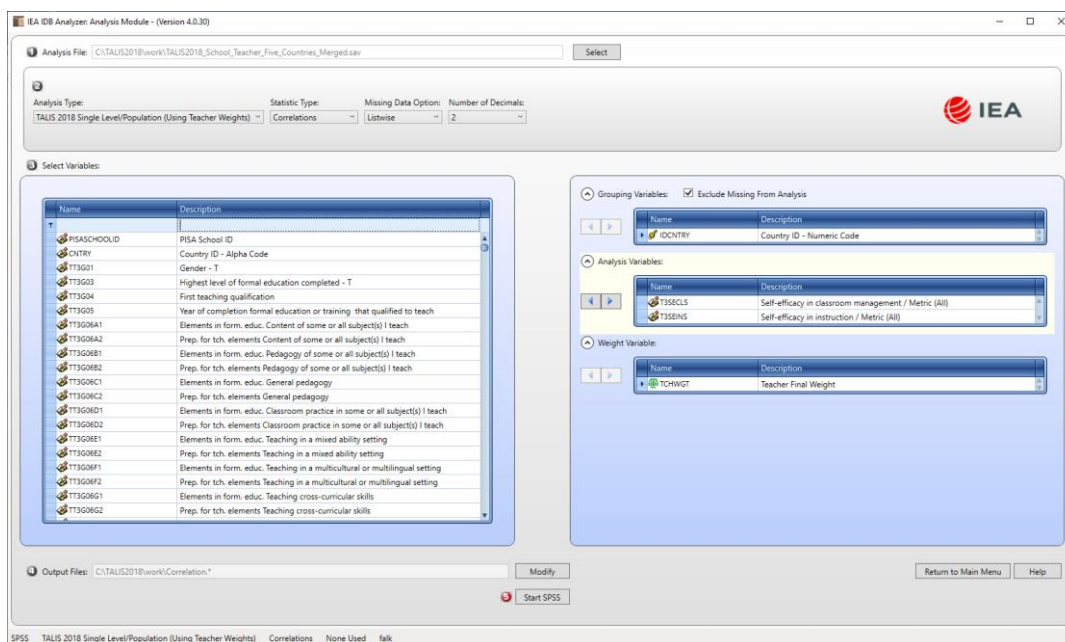 IEA IDB Analyzer: Analysis Module - (Version 4.0.30)
1 Analysis File: C:\TALIS2018\work\TALIS2018_School_Teacher_Five_Countries_Merged.sav Select
2
Analysis Type: Statistic Type: Missing Data Option: Number of Decimals:
TALIS 2018 Single Level/Population (Using Teacher Weights) Correlations Listwise 2
IEA
3 Select Variables:
Name Description
PISASCHOOLID PISA School ID
CNTRY Country ID - Alpha Code
TT3G01 Gender - T
TT3G03 Highest level of formal education completed - T
TT3G04 First teaching qualification
TT3G05 Year of completion formal education or training that qualified to teach
TT3G06A1 Elements in form. educ. Content of some or all subject(s) I teach
TT3G06A2 Prep. for tch. elements Content of some or all subject(s) I teach
TT3G06B1 Elements in form. educ. Pedagogy of some or all subject(s) I teach
TT3G06B2 Prep. for tch. elements Pedagogy of some or all subject(s) I teach
TT3G06C1 Elements in form. educ. General pedagogy
TT3G06C2 Prep. for tch. elements General pedagogy
TT3G06D1 Elements in form. educ. Classroom practice in some or all subject(s) I teach
TT3G06D2 Prep. for tch. elements Classroom practice in some or all subject(s) I teach
TT3G06E1 Elements in form. educ. Teaching in a mixed ability setting
TT3G06E2 Prep. for tch. elements Teaching in a mixed ability setting
TT3G06F1 Elements in form. educ. Teaching in a multicultural or multilingual setting
TT3G06F2 Prep. for tch. elements Teaching in a multicultural or multilingual setting
TT3G06G1 Elements in form. educ. Teaching cross-curricular skills
TT3G06G2 Prep. for tch. elements Teaching cross-curricular skills
Grouping Variables: Exclude Missing From Analysis
Name Description
IDCNTRY Country ID - Numeric Code
Analysis Variables:
Name Description
T3SECLS Self-efficacy in classroom management / Metric (All)
T3SEINS Self-efficacy in instruction / Metric (All)
Weight Variable:
Name Description
TCHWGT Teacher Final Weight
4 Output Files: C:\TALIS2018\work\Correlation.* Modify Return to Main Menu Help
5 Start SPSS
SPSS TALIS 2018 Single Level/Population (Using Teacher Weights) Correlations None Used falk